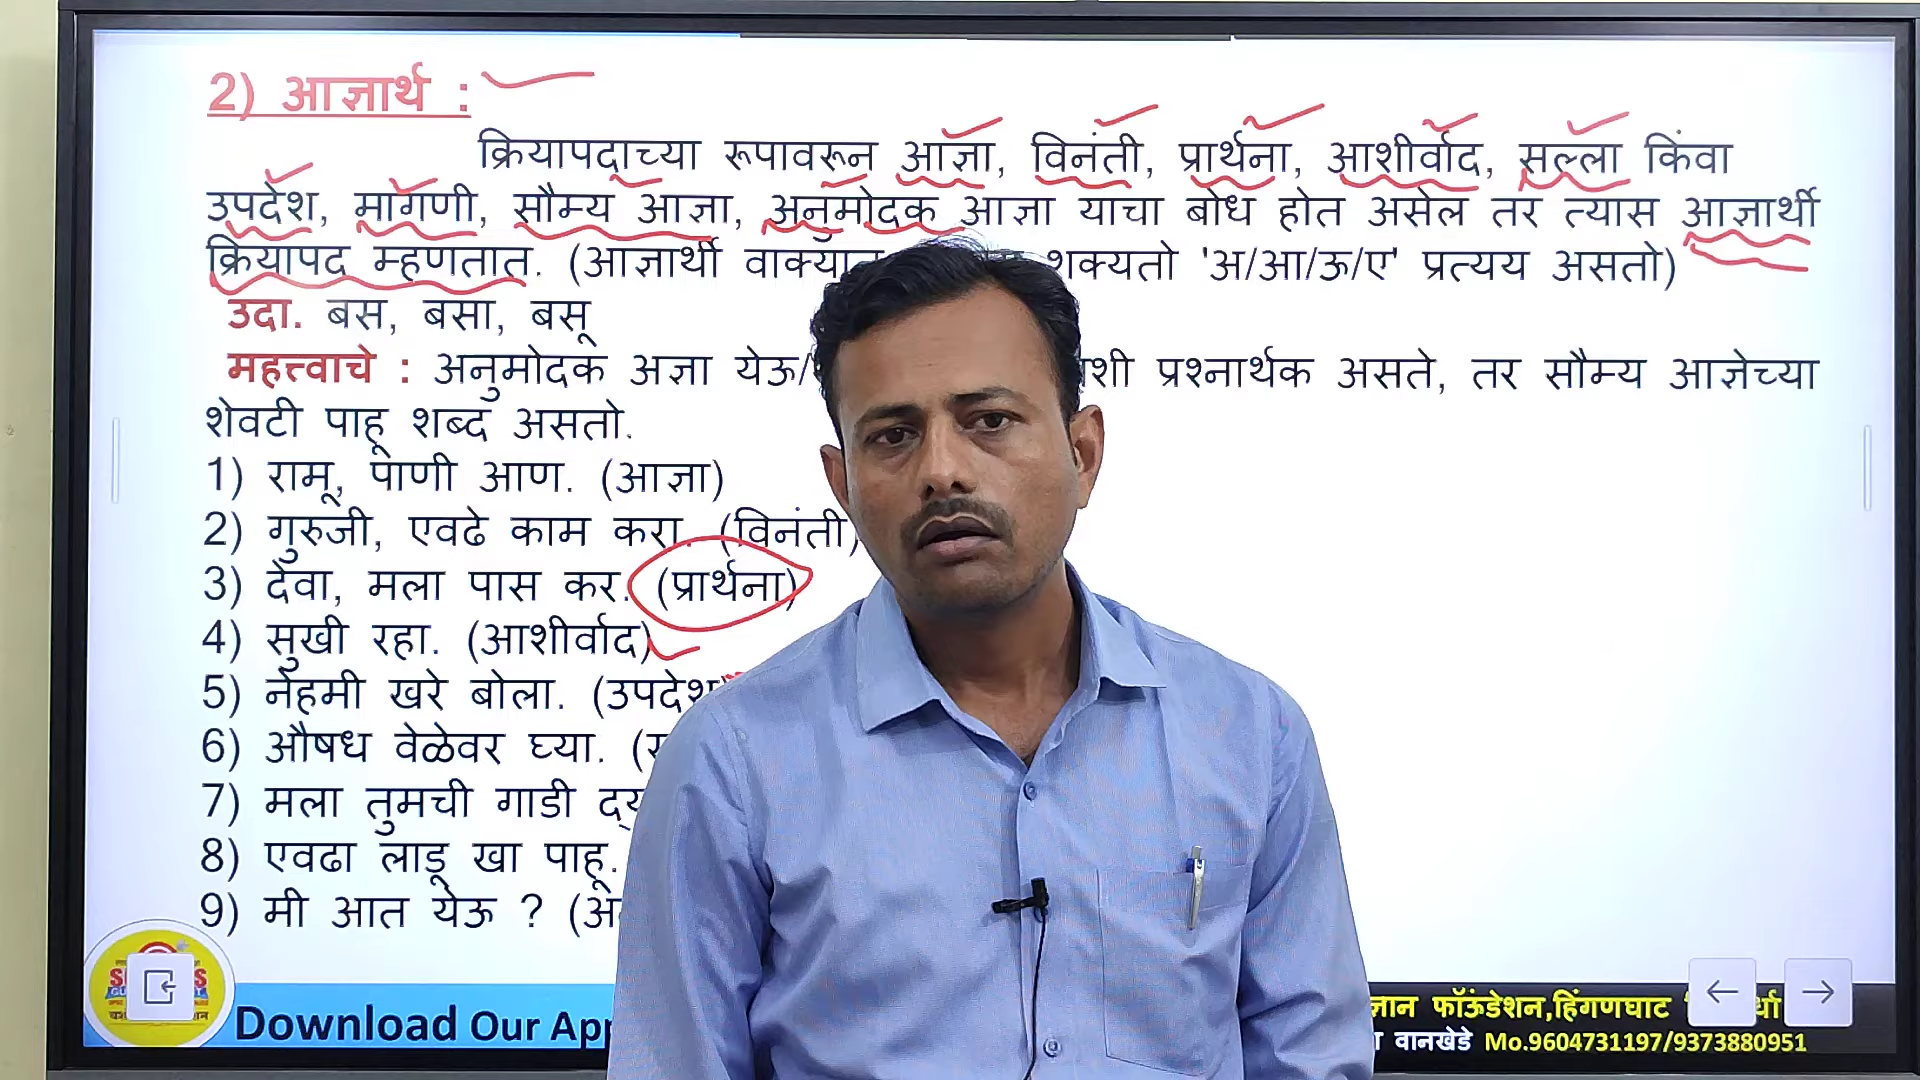 2) आज्ञार्थ :
क्रियापदाच्या रूपावरून आज्ञा, विनंती, प्रार्थना, आशीर्वाद, सल्ला किंवा
उपदेश, मागणी, सौम्य आज्ञा, अनुमोदक आज्ञा याचा बोध होत असेल तर त्यास आज्ञार्थी
क्रियापद म्हणतात. (आज्ञार्थी शक्यतो 'अ/आ/ऊ/ए' प्रत्यय असतो)
उदा. बस, बसा, बसू
महत्त्वाचे : अनुमोदक अज्ञा येऊ/ प्रश्नार्थक असते, तर सौम्य आज्ञेच्या
शेवटी पाहू शब्द असतो.
1) रामू, पाणी आण. (आज्ञा)
2) गुरुजी, एवढे काम करा. (विनंती)
3) देवा, मला पास कर. (प्रार्थना)
4) सुखी रहा. (आशीर्वाद)
5) नेहमी खरे बोला. (उपदेश
6) औषध वेळेवर घ्या.
7) मला तुमची गाडी
8) एवढा लाडू खा पाहू.
9) मी आत येऊ ?
Download Our App
फॉऊंडेशन,हिंगणघाट
वानखेडे Mo.9604731197/9373880951